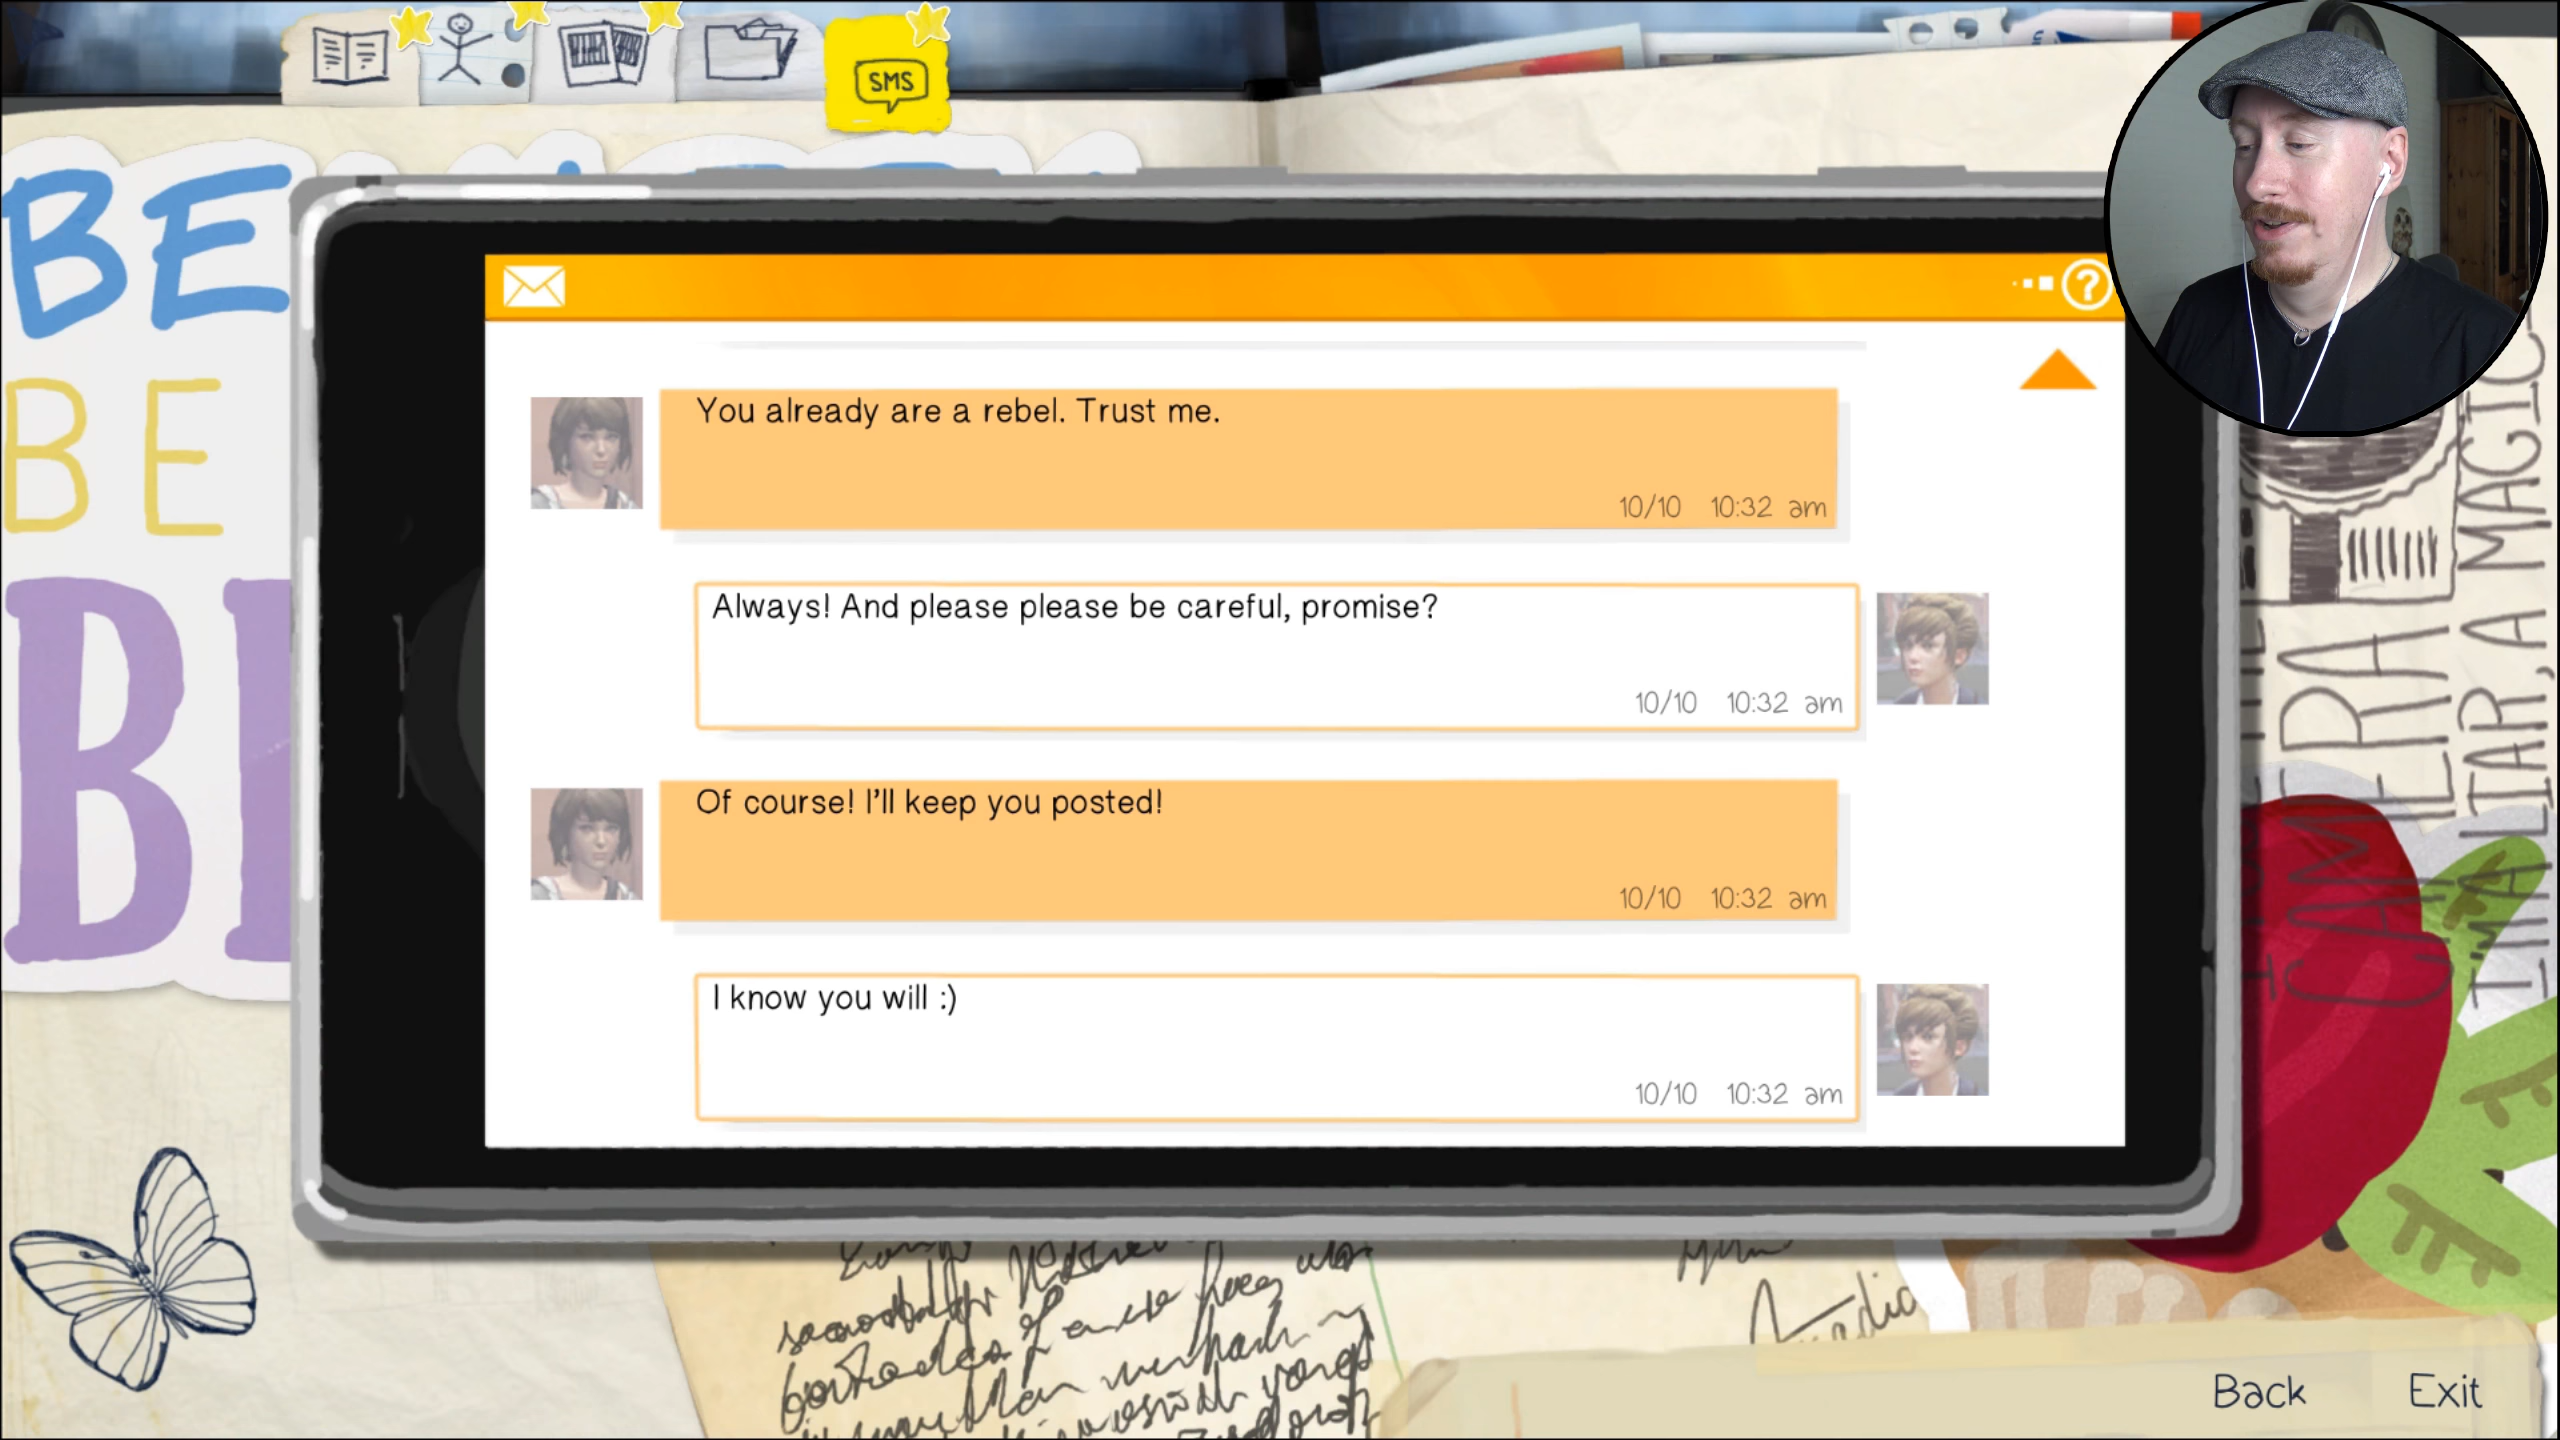 SMS
BE
BE
You already are a rebel. Trust me.
10/10 10:32 am
Always! And please please be careful, promise?
10/10 10:32 am
Of course! I'll keep you posted!
10/10 10:32 am
I know you will :)
10/10 10:32 am
CAMERA
I'M A LIAR, A MAGIC
Back
Exit